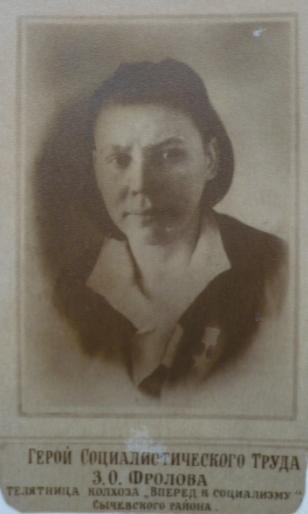 Герой Социалистического Труда
З.О. Фролова
телятница колхоза „Вперед к социализму“
Сычевского района.